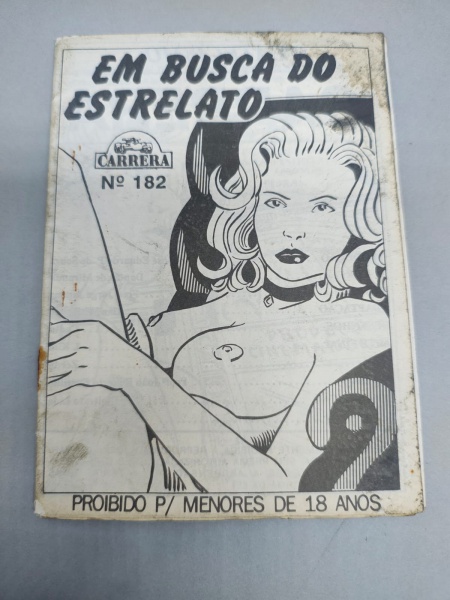 EM BUSCA DO
ESTRELATO
CARRERA
Nº 182
PROIBIDO P/ MENORES DE 18 ANOS